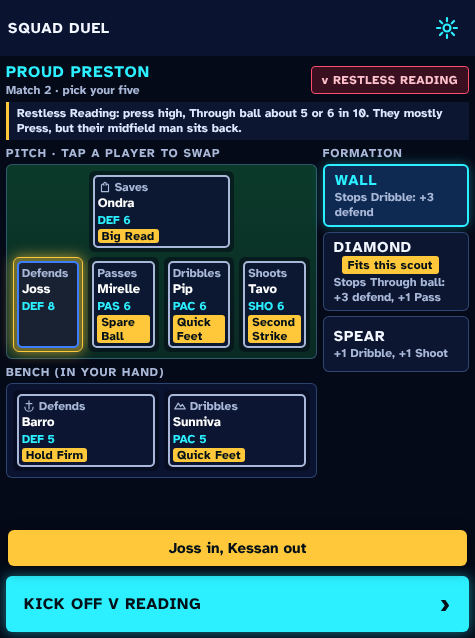 SQUAD DUEL
PROUD PRESTON
Match 2 · pick your five
v RESTLESS READING
Restless Reading: press high, Through ball about 5 or 6 in 10. They mostly
Press, but their midfield man sits back.
PITCH · TAP A PLAYER TO SWAP
Saves
Ondra
DEF 6
Big Read
Defends
Joss
DEF 8
Passes
Mirelle
PAS 6
Spare
Ball
Dribbles
Pip
PAC 6
Quick
Feet
Shoots
Tavo
SHO 6
Second
Strike
FORMATION
WALL
Stops Dribble: +3
defend
DIAMOND
Fits this scout
Stops Through ball:
+3 defend, +1 Pass
SPEAR
+1 Dribble, +1 Shoot
BENCH (IN YOUR HAND)
Defends
Barro
DEF 5
Hold Firm
Dribbles
Sunniva
PAC 5
Quick Feet
Joss in, Kessan out
KICK OFF V READING ›